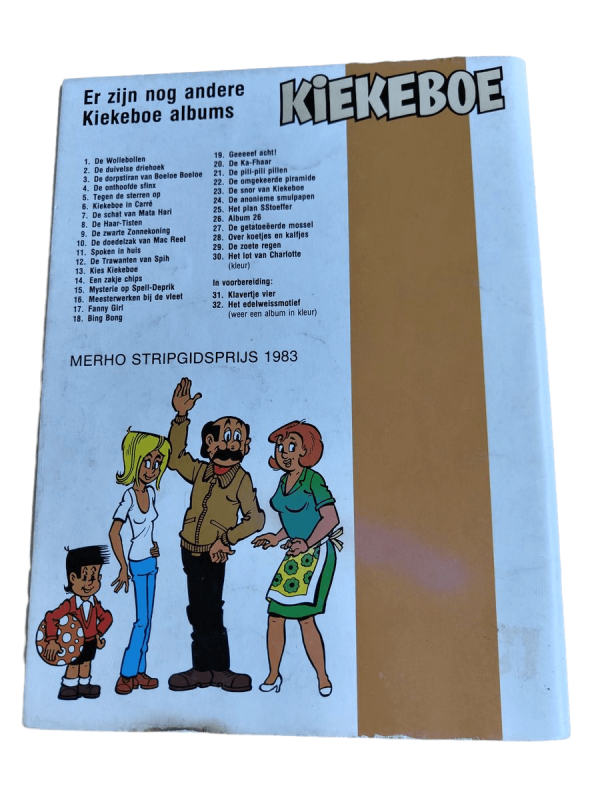 Er zijn nog andere
Kiekeboe albums
KIEKEBOE
1. De Wollebollen
2. De duivelse driehoek
3. De dorpstiran van Boeloe Boeloe
4. De onthoofde sfinx
5. Tegen de sterren op
6. Kiekeboe in Carré
7. De schat van Mata Hari
8. De Haar-Tisten
9. De zwarte Zonnekoning
10. De doedelzak van Mac Reel
11. Spoken in huis
12. De Trawanten van Spih
13. Kies Kiekeboe
14. Een zakje chips
15. Mysterie op Spell-Deprik
16. Meesterwerken bij de vleet
17. Fanny Girl
18. Bing Bong
19. Geeeeef acht!
20. De Ka-Fhaar
21. De pili-pili pillen
22. De omgekeerde piramide
23. De snor van Kiekeboe
24. De anonieme smulpapen
25. Het plan SStoeffer
26. Album 26
27. De getatoeëerde mossel
28. Over koetjes en kalfjes
29. De zoete regen
30. Het lot van Charlotte
(kleur)
In voorbereiding:
31. Klavertje vier
32. Het edelweissmotief
(weer een album in kleur)
MERHO STRIPGIDSPRIJS 1983